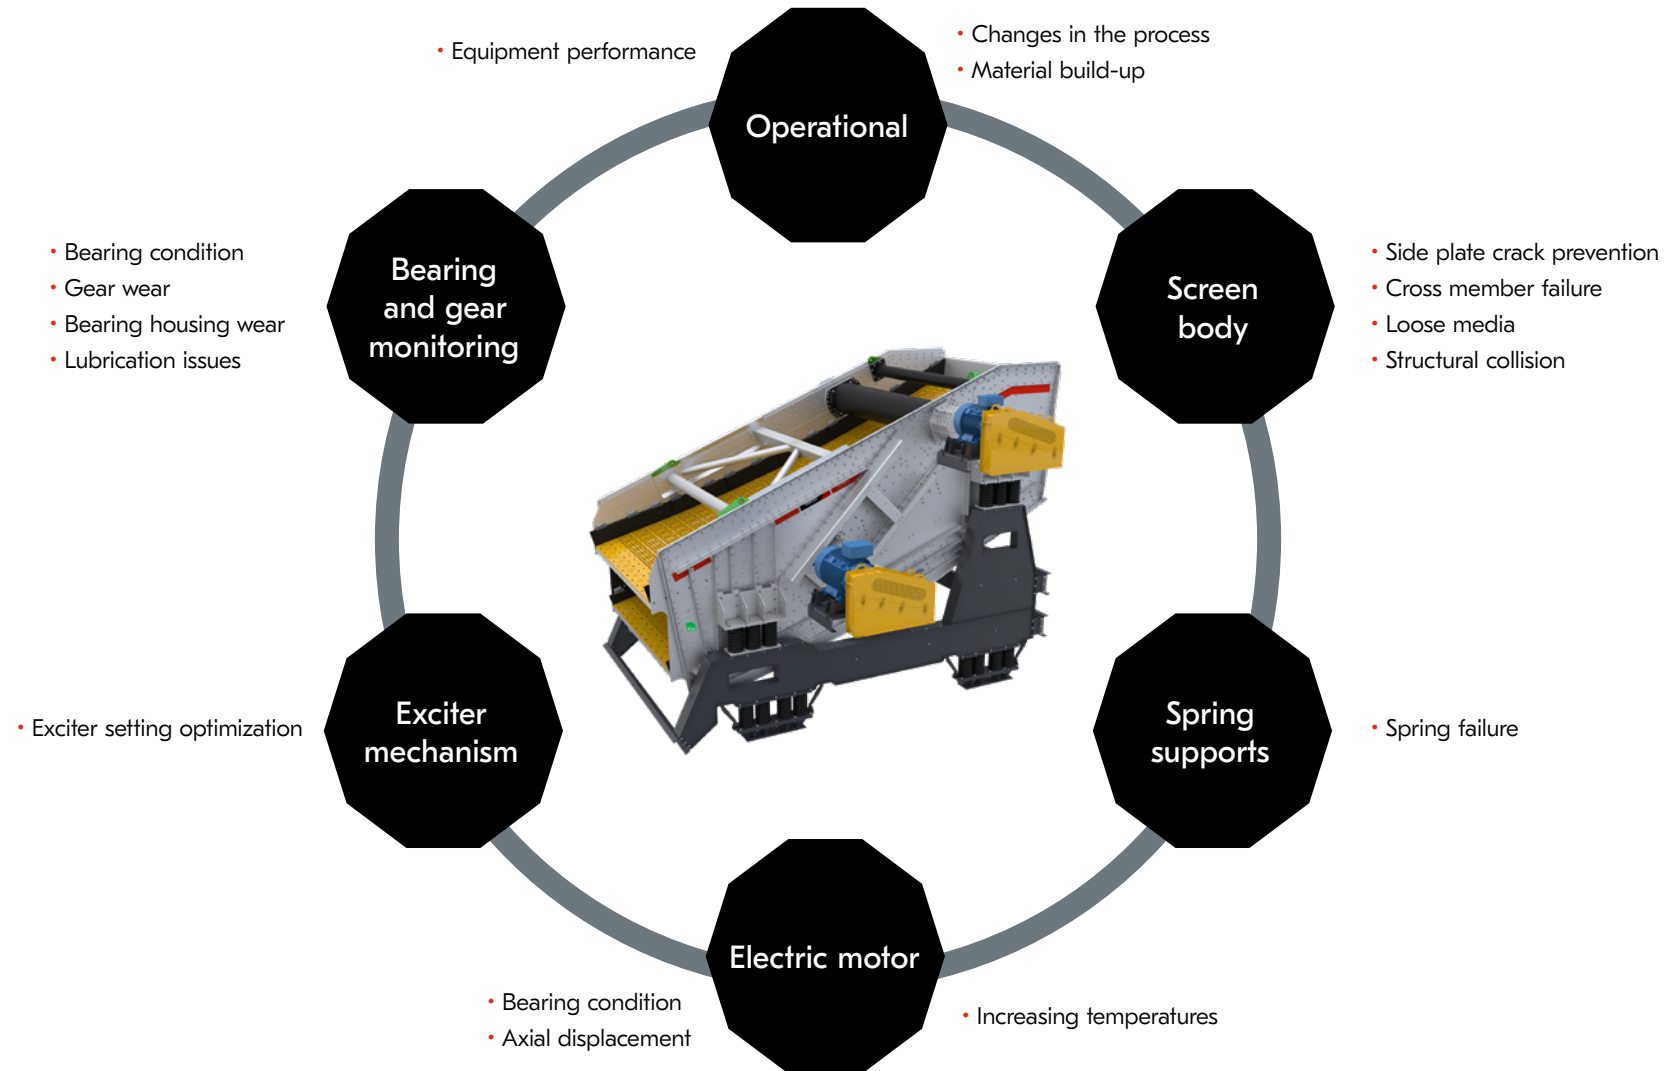 • Equipment performance
• Changes in the process
• Material build-up
Operational
• Bearing condition
• Gear wear
• Bearing housing wear
• Lubrication issues
Bearing
and gear
monitoring
Screen
body
• Side plate crack prevention
• Cross member failure
• Loose media
• Structural collision
• Exciter setting optimization
Exciter
mechanism
Spring
supports
• Spring failure
Electric motor
• Bearing condition
• Axial displacement
• Increasing temperatures